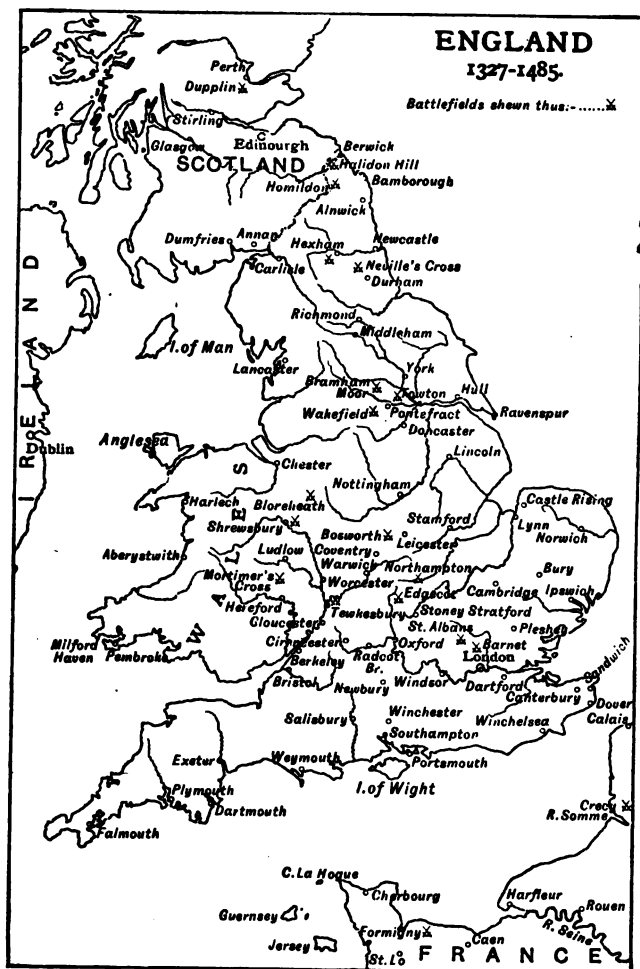 ENGLAND
1327-1485.
Battlefields shewn thus:-......
Perth
Dupplin
Stirling
Edinourgh
Glasgow
SCOTLAND
Berwick
Halidon Hill
Homildon
Bamborough
Alnwick
Dumfries
Annan
Hexham
Newcastle
Carlisle
Neville's Cross
Durham
Richmond
Middleham
I. of Man
Lancaster
York
Bramham
Moor
Towton
Hull
Wakefield
Pontefract
Ravenspur
Doncaster
IRELAND
Dublin
Anglesea
Chester
Lincoln
Nottingham
Harlech
Bloreheath
Castle Rising
Shrewsbury
Stamford
Lynn
Norwich
Bosworth
Leicester
Aberystwith
Ludlow
Coventry
Warwick
Northampton
Bury
Mortimer's
Cross
Worcester
Edgecot
Cambridge
Ipswich
Hereford
Tewkesbury
Stoney Stratford
WALES
Gloucester
St. Albans
Pleshet
Milford
Haven
Pembroke
Cirencester
Oxford
Barnet
Berkeley
Radcot
Br.
London
Sandwich
Bristol
Newbury
Windsor
Dartford
Canterbury
Dover
Salisbury
Winchester
Winchelsea
Calais
Southampton
Exeter
Weymouth
Portsmouth
I. of Wight
Plymouth
Dartmouth
Falmouth
Crecy
R. Somme
C. La Hogue
Cherbourg
Harfleur
Rouen
Guernsey
R. Seine
Formigny
Jersey
Caen
St. Lo
FRANCE